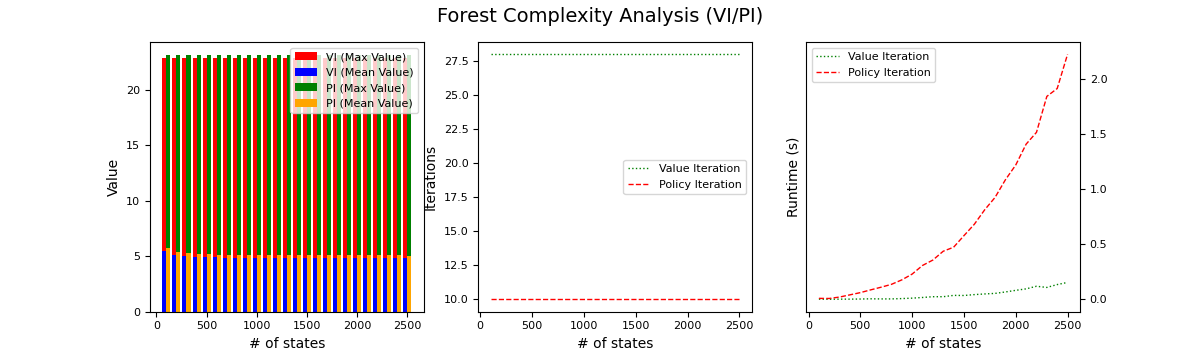 Forest Complexity Analysis (VI/PI)
Value
20
15
10
5
0
VI (Max Value)
VI (Mean Value)
PI (Max Value)
PI (Mean Value)
0 500 1000 1500 2000 2500
# of states
Iterations
27.5
25.0
22.5
20.0
17.5
15.0
12.5
10.0
Value Iteration
Policy Iteration
0 500 1000 1500 2000 2500
# of states
Runtime (s)
Value Iteration
Policy Iteration
2.0
1.5
1.0
0.5
0.0
0 500 1000 1500 2000 2500
# of states